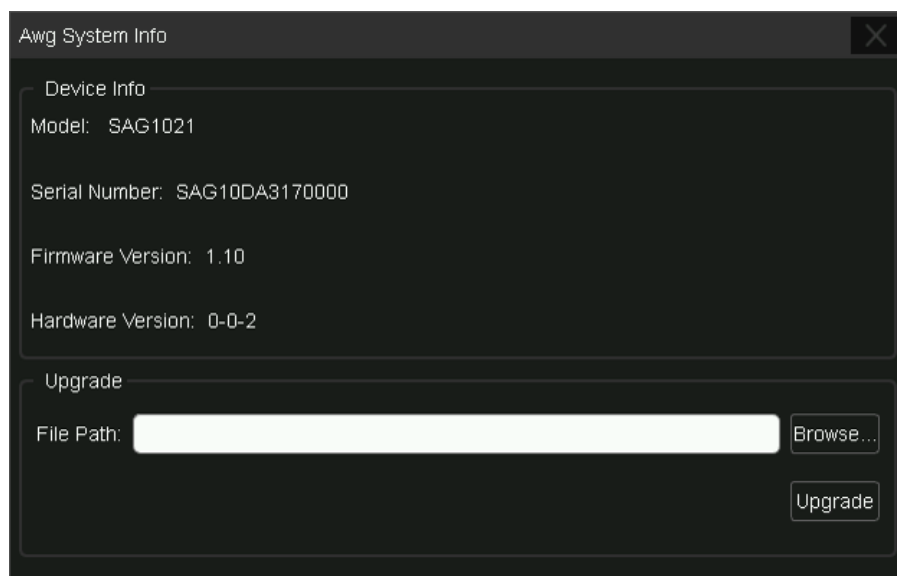 Awg System Info
Device Info
Model: SAG1021
Serial Number: SAG10DA3170000
Firmware Version: 1.10
Hardware Version: 0-0-2
Upgrade
File Path: Browse...
Upgrade